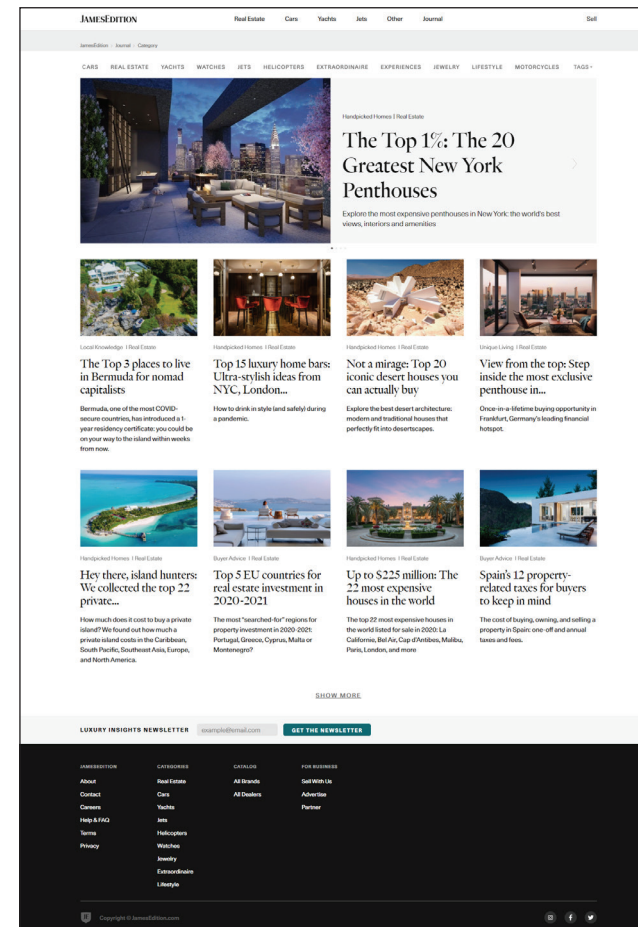 JAMESEDITION
Real Estate Cars Yachts Jets Other Journal Sell
JamesEdition Journal Category
CARS REAL ESTATE YACHTS WATCHES JETS HELICOPTERS EXTRAORDINAIRE EXPERIENCES JEWELRY LIFESTYLE MOTORCYCLES TAGS
Handpicked Homes | Real Estate
The Top 1%: The 20
Greatest New York
Penthouses
Explore the most expensive penthouses in New York: the world's best
views, interiors and amenities
Local Knowledge | Real Estate
The Top 3 places to live
in Bermuda for nomad
capitalists
Bermuda, one of the most COVID-
secure countries, has introduced a 1-
year residency certificate: you could be
on your way to the island within weeks
from now.
Handpicked Homes | Real Estate
Top 15 luxury home bars:
Ultra-stylish ideas from
NYC, London...
How to drink in style (and safely) during
a pandemic.
Handpicked Homes | Real Estate
Not a mirage: Top 20
iconic desert houses you
can actually buy
Explore the best desert architecture:
modern and traditional houses that
perfectly fit into desertscapes.
Unique Living | Real Estate
View from the top: Step
inside the most exclusive
penthouse in...
Once-in-a-lifetime buying opportunity in
Frankfurt, Germany's leading financial
hotspot.
Handpicked Homes | Real Estate
Hey there, island hunters:
We collected the top 22
private...
How much does it cost to buy a private
island? We found out how much a
private island costs in the Caribbean,
South Pacific, Southeast Asia, Europe,
and North America.
Buyer Advice | Real Estate
Top 5 EU countries for
real estate investment in
2020-2021
The most "searched-for" regions for
property investment in 2020-2021:
Portugal, Greece, Cyprus, Malta or
Montenegro?
Handpicked Homes | Real Estate
Up to $225 million: The
22 most expensive
houses in the world
The top 22 most expensive houses in
the world listed for sale in 2020: La
Californie, Bel Air, Cap d'Antibes, Malibu,
Paris, London, and more
Buyer Advice | Real Estate
Spain's 12 property-
related taxes for buyers
to keep in mind
The cost of buying, owning, and selling a
property in Spain: one-off and annual
taxes and fees.
SHOW MORE
LUXURY INSIGHTS NEWSLETTER example@email.com GET THE NEWSLETTER
JAMESEDITION
About
Contact
Careers
Help & FAQ
Terms
Privacy
CATEGORIES
Real Estate
Cars
Yachts
Jets
Helicopters
Watches
Jewelry
Extraordinaire
Lifestyle
CATALOG
All Brands
All Dealers
FOR BUSINESS
Sell With Us
Advertise
Partner
Copyright © JamesEdition.com